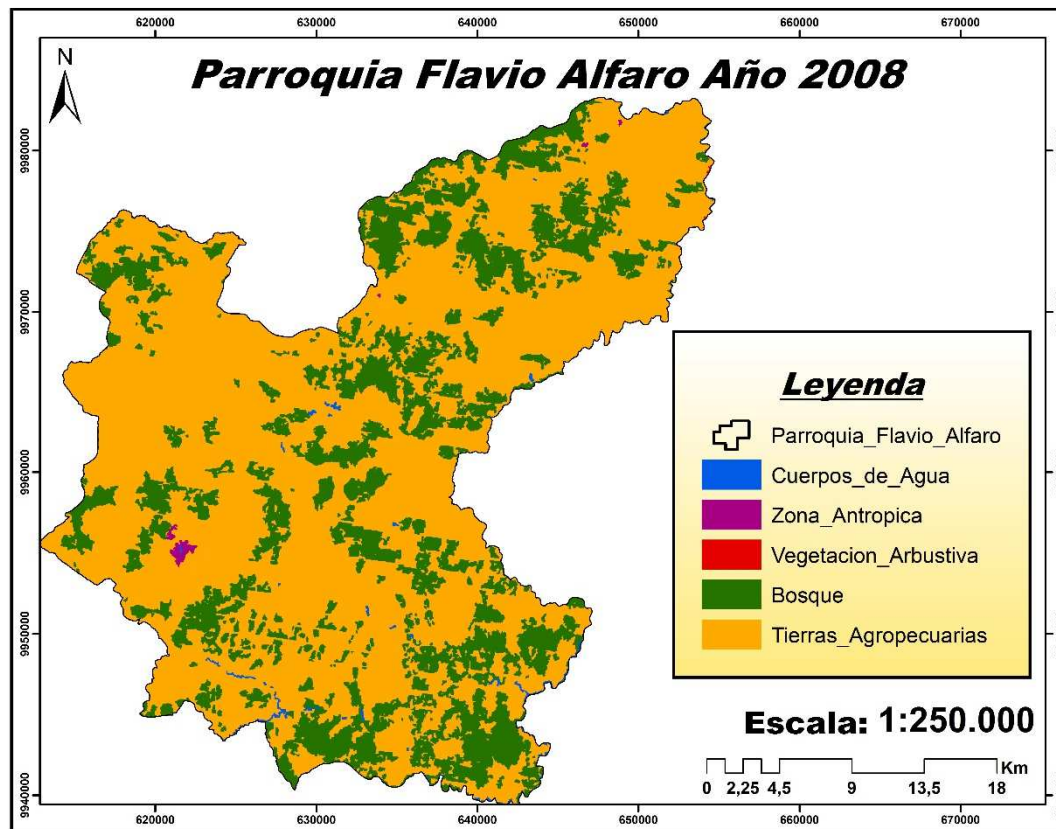 620000 630000 640000 650000 660000 670000
N
Parroquia Flavio Alfaro Año 2008
9980000
9970000
9960000
9950000
9940000
Leyenda
Parroquia_Flavio_Alfaro
Cuerpos_de_Agua
Zona_Antropica
Vegetacion_Arbustiva
Bosque
Tierras_Agropecuarias
Escala: 1:250.000
Km
0 2,25 4,5 9 13,5 18
620000 630000 640000 650000 660000 670000